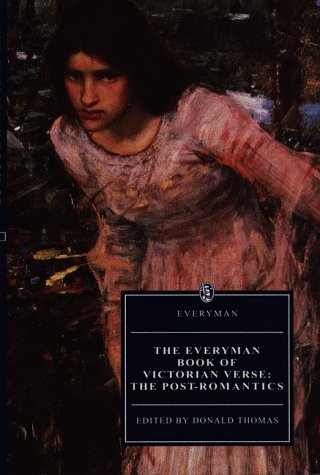 EVERYMAN
THE EVERYMAN
BOOK OF
VICTORIAN VERSE:
THE POST-ROMANTICS
EDITED BY DONALD THOMAS